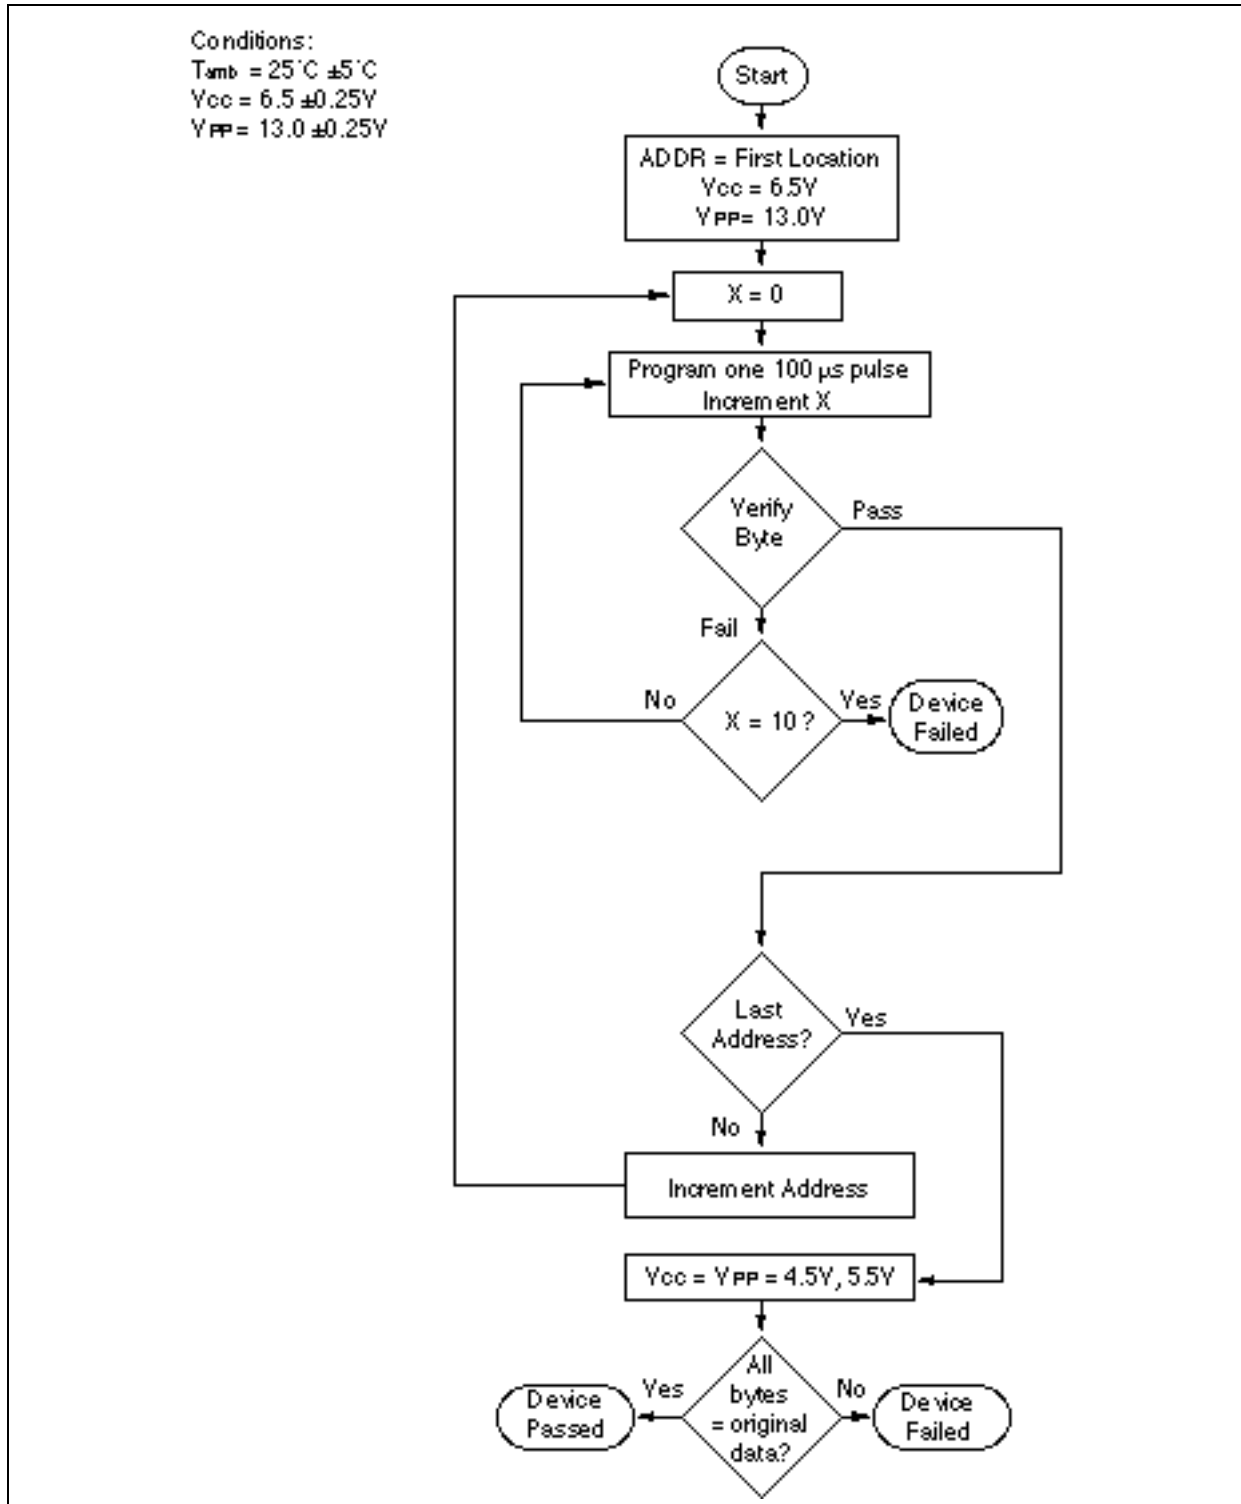 Conditions:
Tamb = 25˚C ±5˚C
VCC = 6.5 ±0.25V
VPP = 13.0 ±0.25V
Start
ADDR = First Location
VCC = 6.5V
VPP = 13.0V
X = 0
Program one 100 µs pulse
Increment X
Verify
Byte
Pass
Fail
No
X = 10 ?
Yes
Device
Failed
Last
Address?
Yes
No
Increment Address
VCC = VPP = 4.5V, 5.5V
All
bytes
= original
data?
Yes
Device
Passed
No
Device
Failed